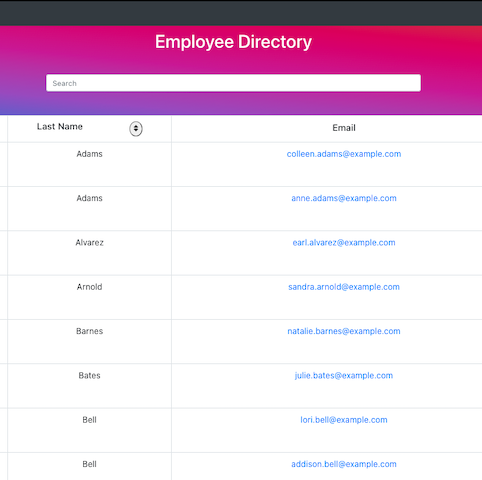 Employee Directory
Search
Last Name Email
Adams colleen.adams@example.com
Adams anne.adams@example.com
Alvarez earl.alvarez@example.com
Arnold sandra.arnold@example.com
Barnes natalie.barnes@example.com
Bates julie.bates@example.com
Bell lori.bell@example.com
Bell addison.bell@example.com